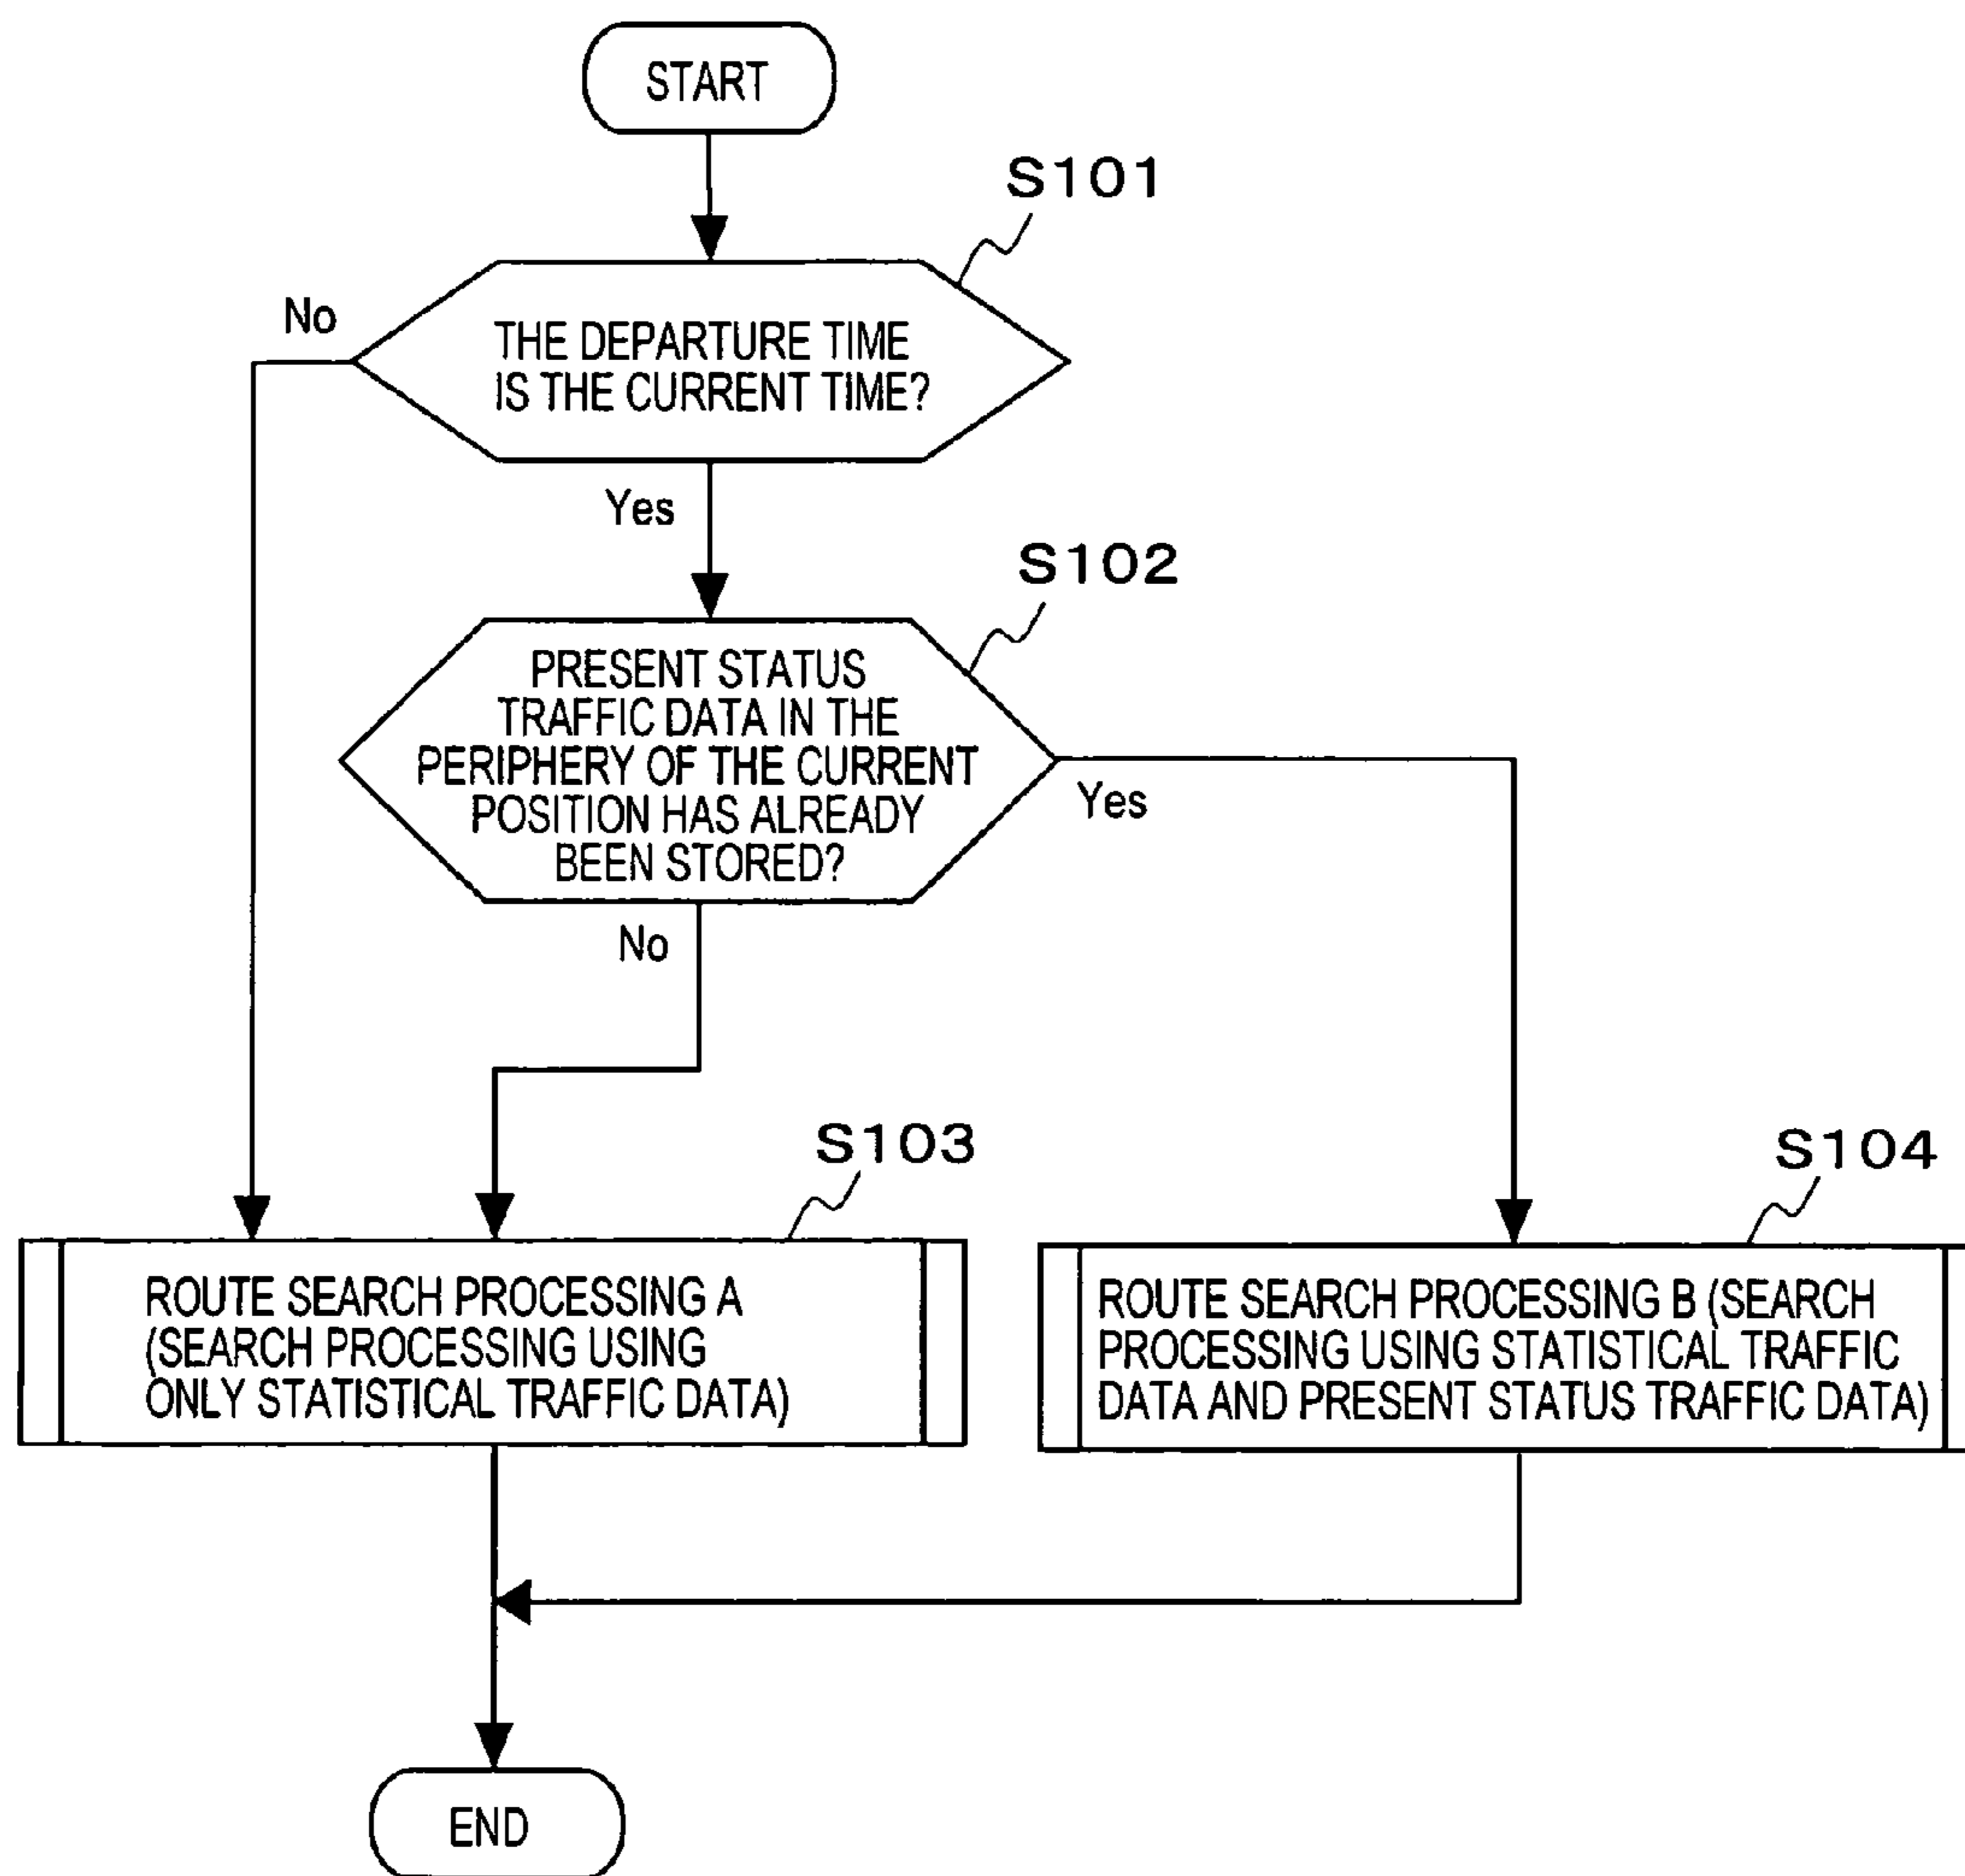 START
S101
No
THE DEPARTURE TIME
IS THE CURRENT TIME?
Yes
S102
PRESENT STATUS
TRAFFIC DATA IN THE
PERIPHERY OF THE CURRENT
POSITION HAS ALREADY
BEEN STORED?
Yes
No
S103
S104
ROUTE SEARCH PROCESSING A
(SEARCH PROCESSING USING
ONLY STATISTICAL TRAFFIC DATA)
ROUTE SEARCH PROCESSING B (SEARCH
PROCESSING USING STATISTICAL TRAFFIC
DATA AND PRESENT STATUS TRAFFIC DATA)
END